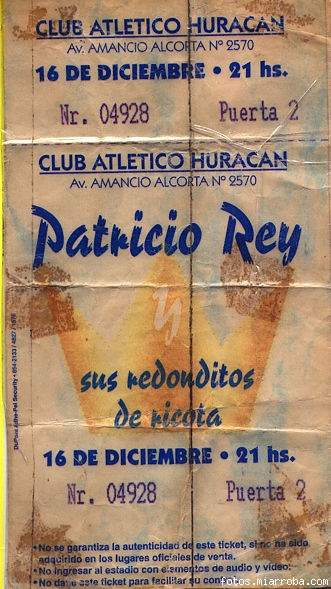 CLUB ATLETICO HURACAN
Av. AMANCIO ALCORTA Nº 2570
16 DE DICIEMBRE • 21 hs.
Nr. 04928 Puerta 2
CLUB ATLETICO HURACAN
Av. AMANCIO ALCORTA Nº 2570
Patricio Rey
y
sus redonditos
de ricota
16 DE DICIEMBRE • 21 hs.
Nr. 04928 Puerta 2
• No se garantiza la autenticidad de este ticket, si no ha sido
adquirido en los lugares oficiales de venta.
• No ingresar al estadio con elementos de audio y video.
este ticket para facilitar su
fotos.miarroba.com